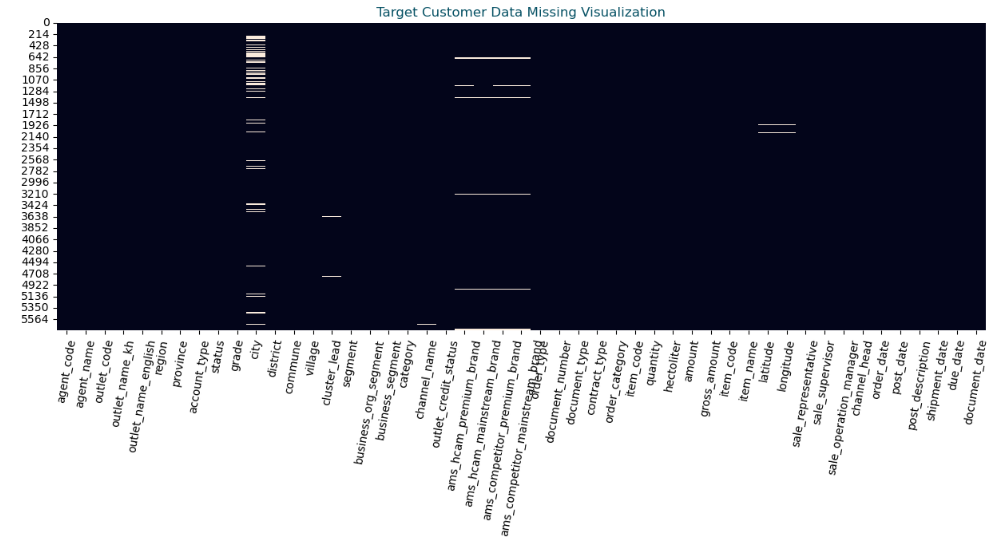 Target Customer Data Missing Visualization
0
214
428
642
856
1070
1284
1498
1712
1926
2140
2354
2568
2782
2996
3210
3424
3638
3852
4066
4280
4494
4708
4922
5136
5350
5564
agent_code
agent_name
outlet_code
outlet_name_kh
outlet_name_english
region
province
account_type
status
grade
city
district
commune
village
cluster_lead
segment
business_org_segment
business_segment
category
channel_name
outlet_credit_status
ams_hcam_premium_brand
ams_hcam_mainstream_brand
ams_competitor_premium_brand
ams_competitor_mainstream_brand
order_type
document_number
document_type
contract_type
order_category
item_code
quantity
hectoliter
amount
gross_amount
item_code
item_name
latitude
longitude
sale_representative
sale_supervisor
sale_operation_manager
channel_head
order_date
post_date
post_description
shipment_date
due_date
document_date